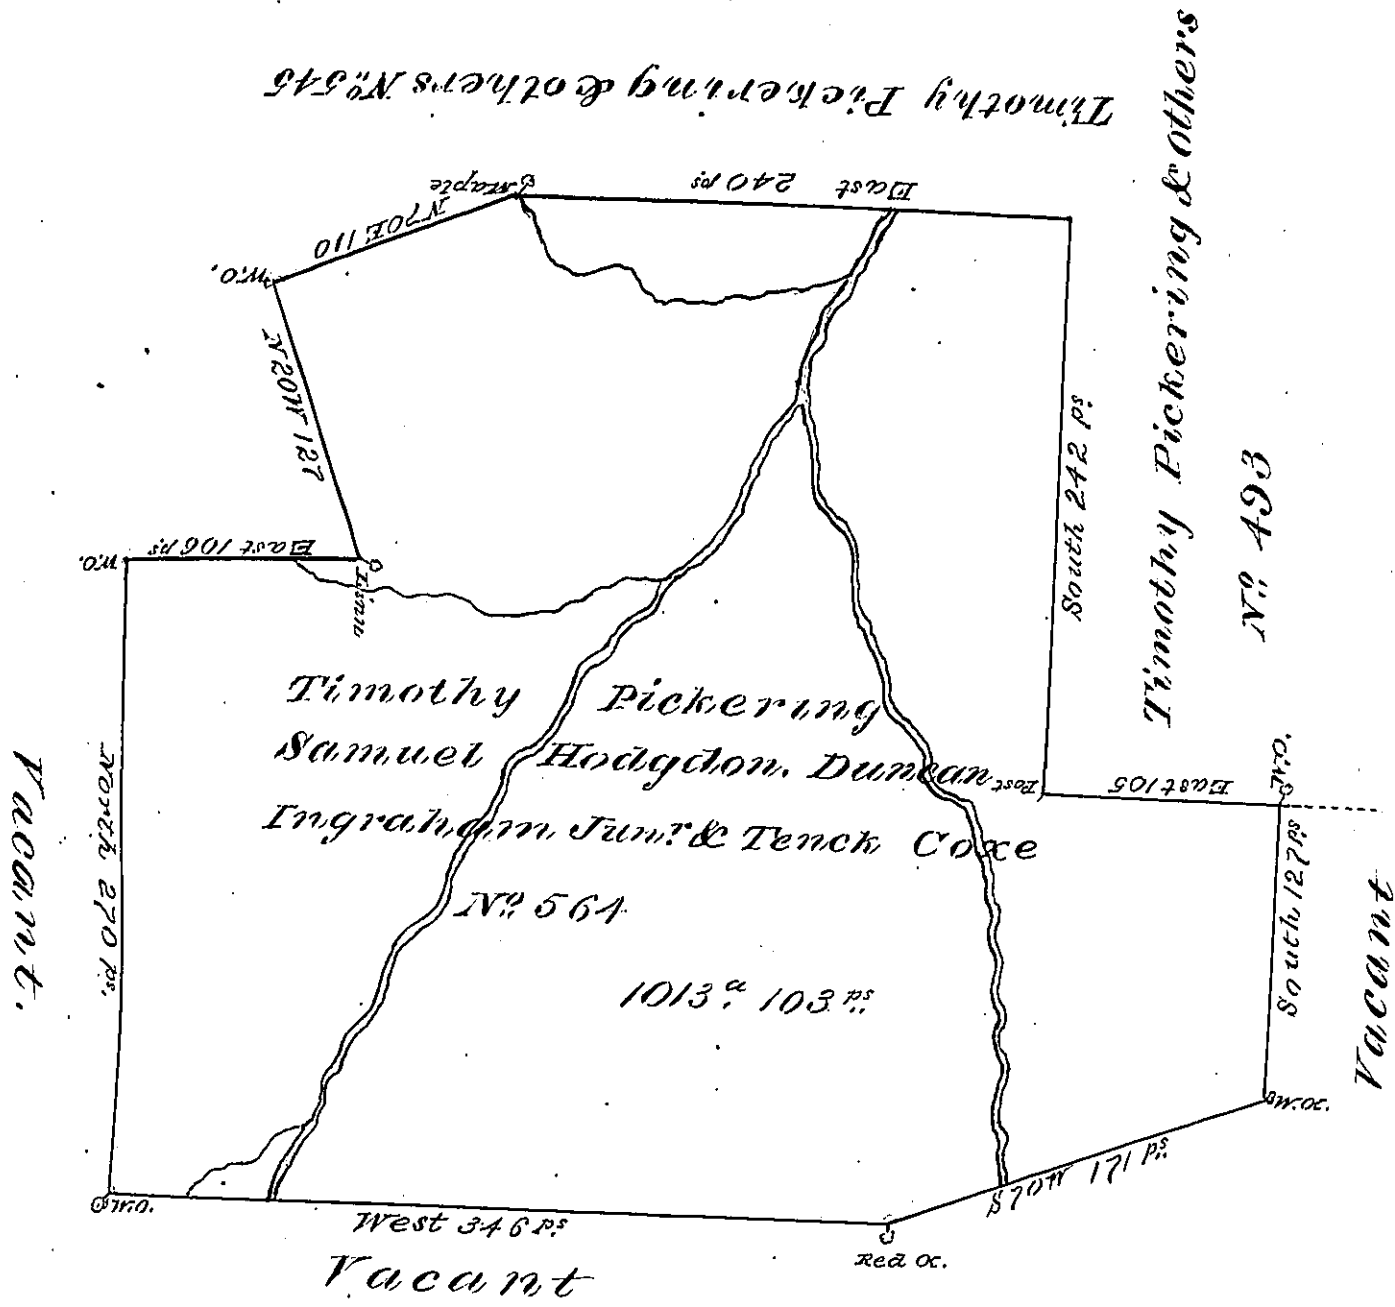 Timothy Pickering & others No. 545
East 240 ps
Maple
N70E 110
W.O.
N20W 127
East 106 ps
W.O.
Linn
Timothy Pickering & others
No. 493
South 242 ps.
Timothy Pickering
Samuel Hodgdon. Duncan
Ingraham Junr. & Tenck Coxe
No. 564
1013 a. 103 ps.
Post
East 105
W.O.
South 127 ps.
Vacant
W.Ok.
S70W 171 ps.
Red Ok.
West 346 ps.
W.O.
North 270 ps.
Vacant.
Vacant